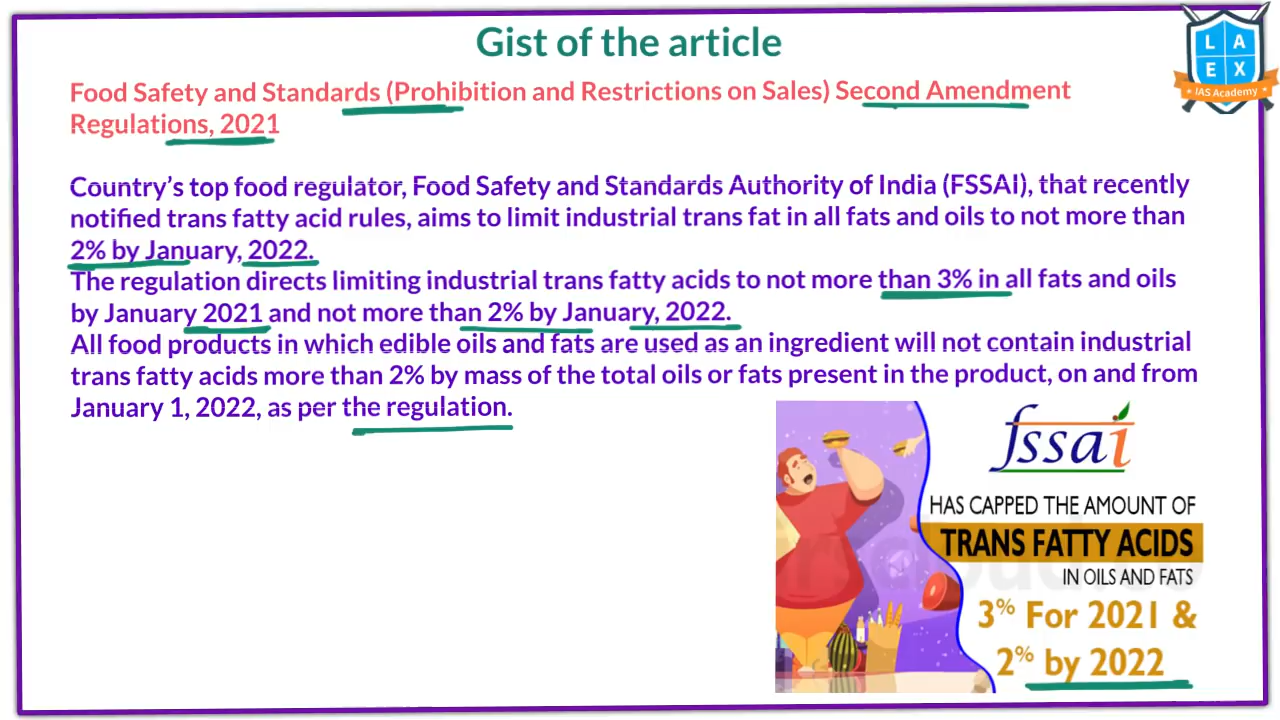 Gist of the article
L A
E X
IAS Academy
Food Safety and Standards (Prohibition and Restrictions on Sales) Second Amendment
Regulations, 2021
Country's top food regulator, Food Safety and Standards Authority of India (FSSAI), that recently
notified trans fatty acid rules, aims to limit industrial trans fat in all fats and oils to not more than
2% by January, 2022.
The regulation directs limiting industrial trans fatty acids to not more than 3% in all fats and oils
by January 2021 and not more than 2% by January, 2022.
All food products in which edible oils and fats are used as an ingredient will not contain industrial
trans fatty acids more than 2% by mass of the total oils or fats present in the product, on and from
January 1, 2022, as per the regulation.
fssai
HAS CAPPED THE AMOUNT OF
TRANS FATTY ACIDS
IN OILS AND FATS
3% For 2021 &
2% by 2022